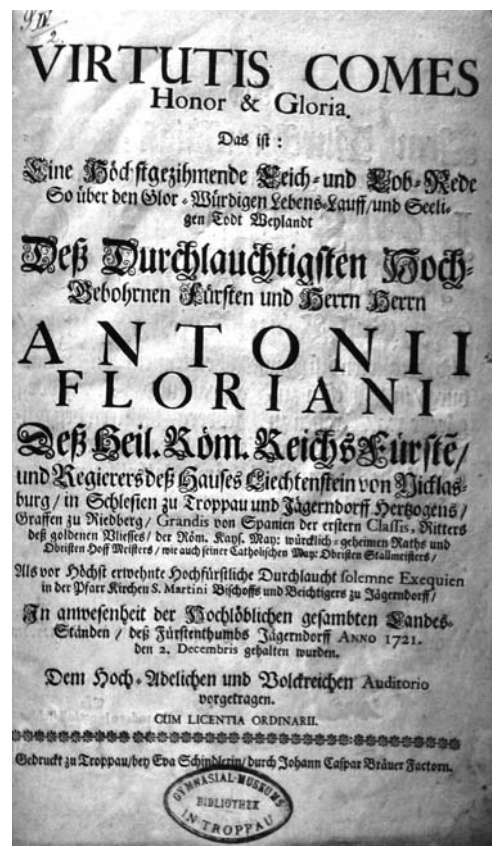 VIRTUTIS COMES
Honor & Gloria.
Das ist :
Eine Höchstgezihmende Leich- und Lob-Rede
So über den Glor-Würdigen Lebens-Lauff/und Seeli-
gen Todt Weylandt
Deß Durchlauchtigsten Hoch-
Gebohrnen Fürsten und Herrn Herrn
ANTONII
FLORIANI
Deß Heil. Röm. Reichs Fürstẽ/
und Regierers deß Hauses Liechtenstein von Nicklas-
burg / in Schlesien zu Troppau und Jägerndorff Hertzogens/
Graffen zu Riedberg/ Grandis von Spanien der erstern Classis, Ritters
deß goldenen Vliesses/ der Röm. Kays. May: würcklich-geheimen Raths und
Obristen Hoff Meisters/ wie auch seiner Catholischen May: Obristen Stallmeisters/
Als vor Höchst erwehnte Hochfürstliche Durchlaucht solemne Exequien
in der Pfarr Kirchen S. Martini Bischoffs und Beichtigers zu Jägerndorff/
In anwesenheit der Hochlöblichen gesambten Landes-
Ständen / deß Fürstenthumbs Jägerndorff ANNO 1721.
den 2. Decembris gehalten wurden.
Dem Hoch-Adelichen und Volckreichen Auditorio
vorgetragen.
CUM LICENTIA ORDINARII.
Gedruckt zu Troppau/bey Eva Schindlerin/durch Johann Caspar Bräuer Factorn.
GYMNASIAL-MUSEUMS
BIBLIOTHEK
IN TROPPAU